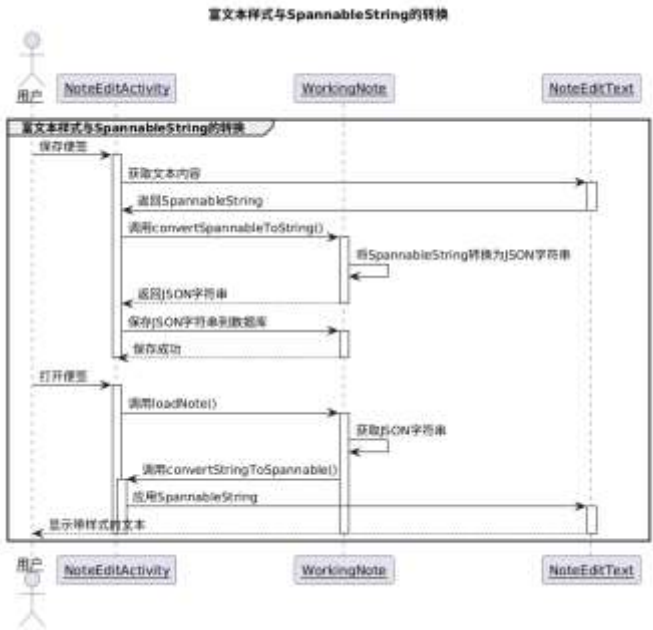 富文本样式与SpannableString的转换
用户
NoteEditActivity
WorkingNote
NoteEditText
富文本样式与SpannableString的转换
保存便签
获取文本内容
返回SpannableString
调用convertSpannableToString()
将SpannableString转换为JSON字符串
返回JSON字符串
保存JSON字符串到数据库
保存成功
打开便签
调用loadNote()
获取JSON字符串
调用convertStringToSpannable()
应用SpannableString
显示带样式的文本
用户
NoteEditActivity
WorkingNote
NoteEditText